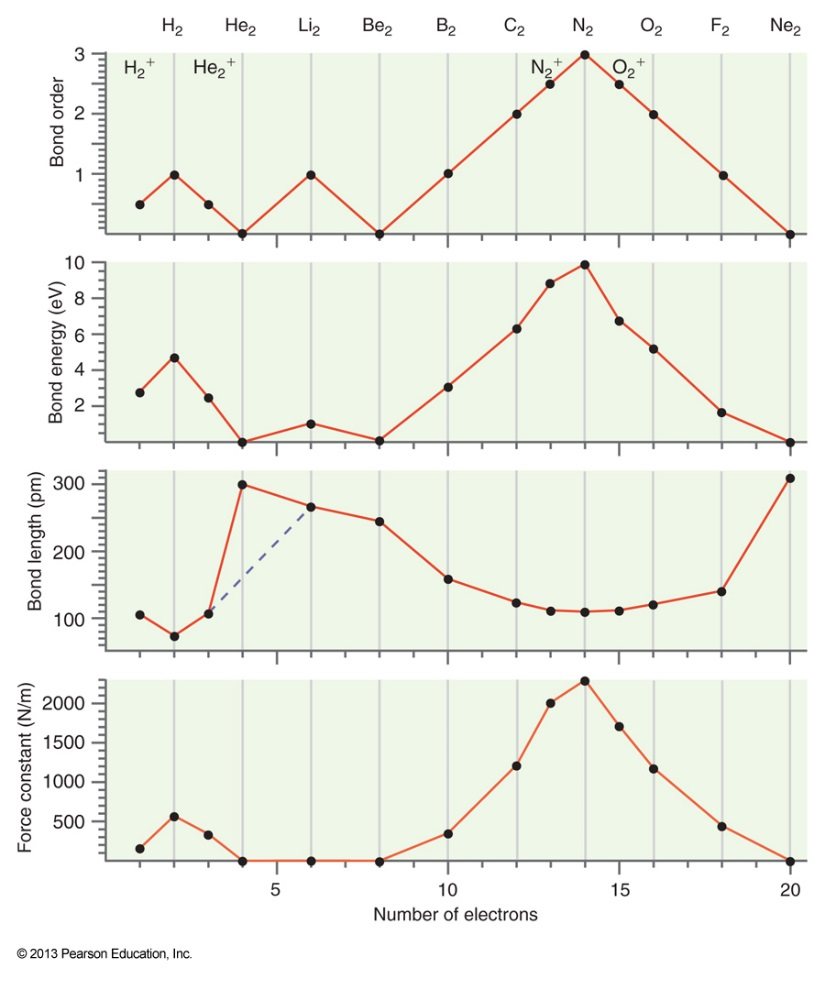 H₂ He₂ Li₂ Be₂ B₂ C₂ N₂ O₂ F₂ Ne₂
H₂⁺ He₂⁺ N₂⁺ O₂⁺
Bond order
3
2
1
Bond energy (eV)
10
8
6
4
2
Bond length (pm)
300
200
100
Force constant (N/m)
2000
1500
1000
500
5 10 15 20
Number of electrons
© 2013 Pearson Education, Inc.